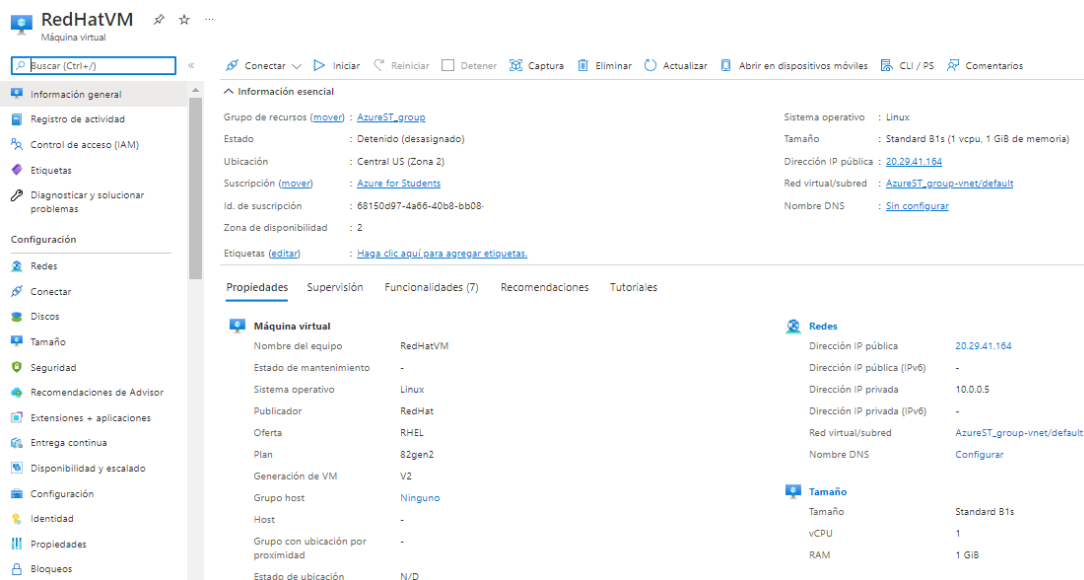 RedHatVM
Máquina virtual
Buscar (Ctrl+/)
Información general
Registro de actividad
Control de acceso (IAM)
Etiquetas
Diagnosticar y solucionar
problemas
Configuración
Redes
Conectar
Discos
Tamaño
Seguridad
Recomendaciones de Advisor
Extensiones + aplicaciones
Entrega continua
Disponibilidad y escalado
Configuración
Identidad
Propiedades
Bloqueos
Conectar Iniciar Reiniciar Detener Captura Eliminar Actualizar Abrir en dispositivos móviles CLI / PS Comentarios
Información esencial
Grupo de recursos (mover) : AzureST_group
Estado : Detenido (desasignado)
Ubicación : Central US (Zona 2)
Suscripción (mover) : Azure for Students
Id. de suscripción : 68150d97-4a66-40b8-bb08-
Zona de disponibilidad : 2
Etiquetas (editar) : Haga clic aquí para agregar etiquetas.
Sistema operativo : Linux
Tamaño : Standard B1s (1 vcpu, 1 GiB de memoria)
Dirección IP pública : 20.29.41.164
Red virtual/subred : AzureST_group-vnet/default
Nombre DNS : Sin configurar
Propiedades Supervisión Funcionalidades (7) Recomendaciones Tutoriales
Máquina virtual
Nombre del equipo RedHatVM
Estado de mantenimiento -
Sistema operativo Linux
Publicador RedHat
Oferta RHEL
Plan 82gen2
Generación de VM V2
Grupo host Ninguno
Host -
Grupo con ubicación por -
proximidad
Estado de ubicación N/D
Redes
Dirección IP pública 20.29.41.164
Dirección IP pública (IPv6) -
Dirección IP privada 10.0.0.5
Dirección IP privada (IPv6) -
Red virtual/subred AzureST_group-vnet/default
Nombre DNS Configurar
Tamaño
Tamaño Standard B1s
vCPU 1
RAM 1 GiB